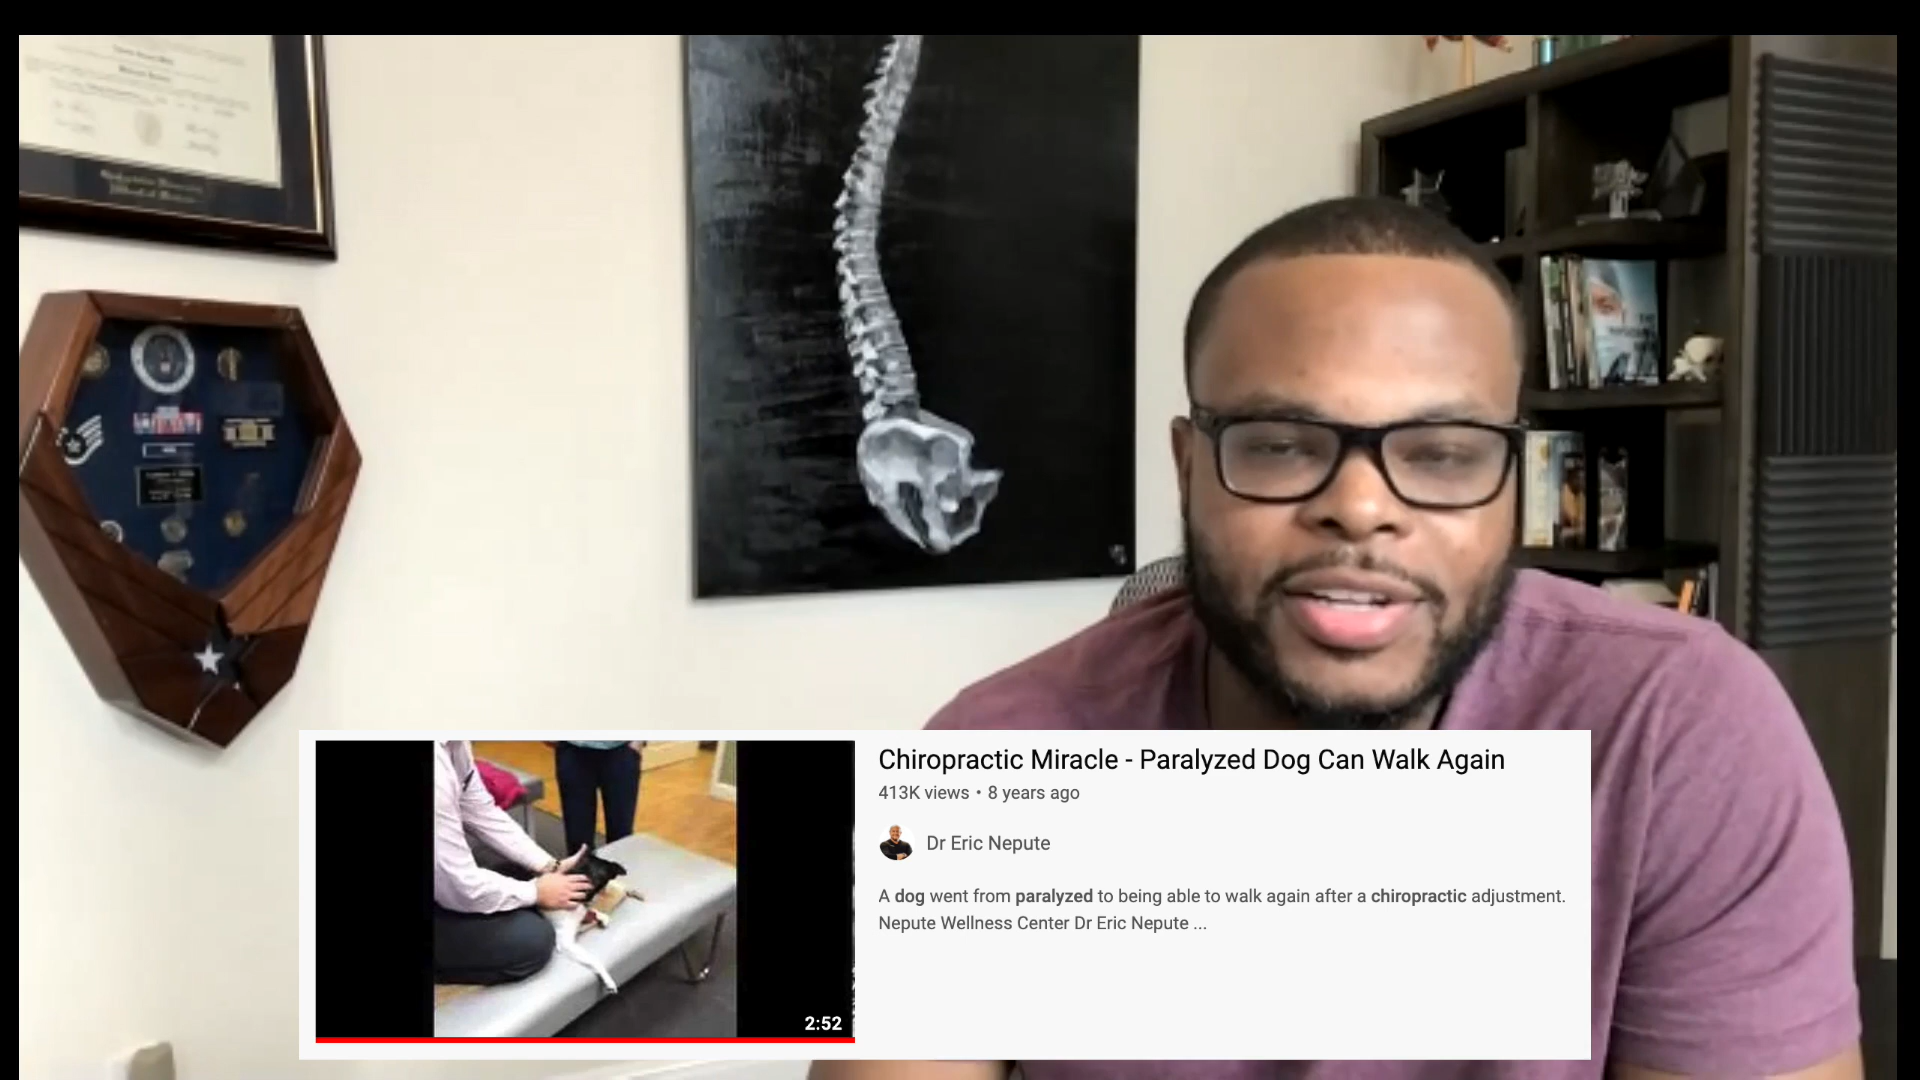 Chiropractic Miracle - Paralyzed Dog Can Walk Again
413K views • 8 years ago
Dr Eric Nepute
A dog went from paralyzed to being able to walk again after a chiropractic adjustment.
Nepute Wellness Center Dr Eric Nepute ...
2:52